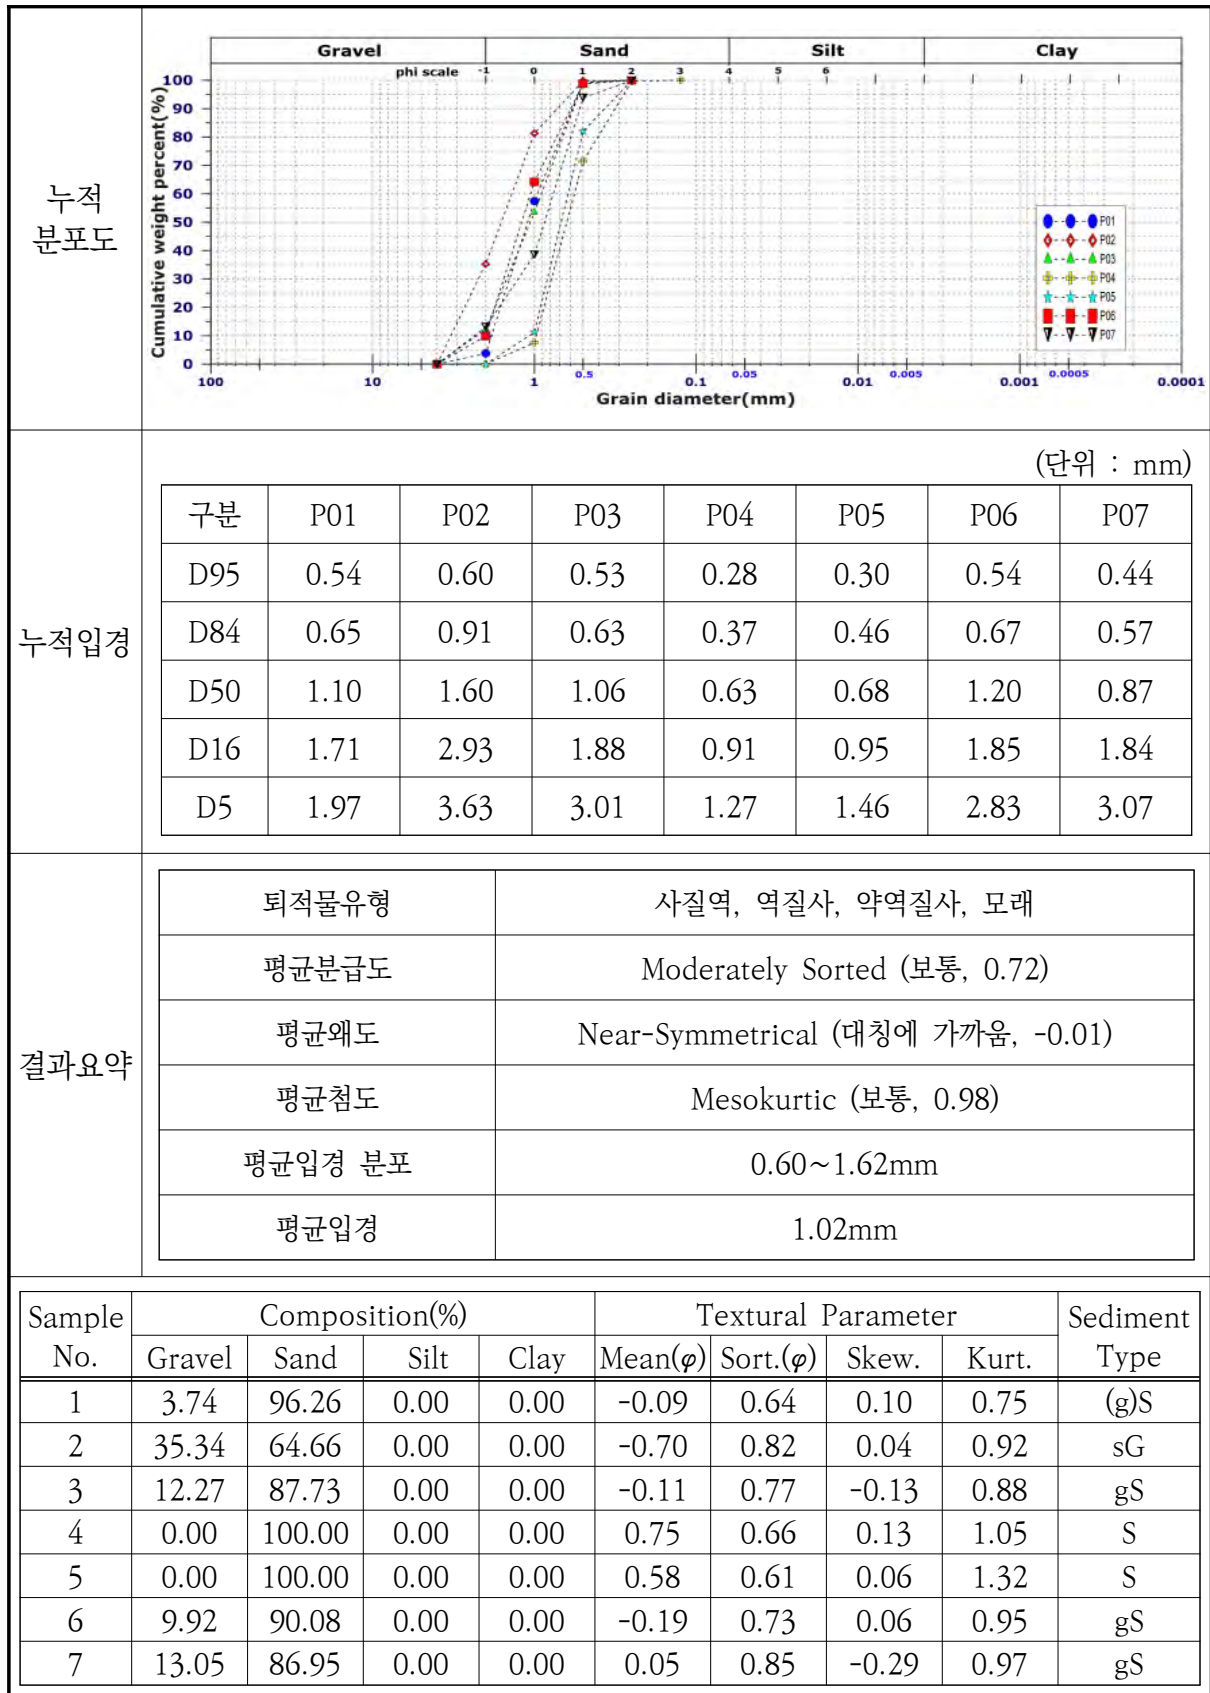 누적
분포도
Gravel Sand Silt Clay
phi scale -1 0 1 2 3 4 5 6
Cumulative weight percent(%)
100
90
80
70
60
50
40
30
20
10
0
P01
P02
P03
P04
P05
P06
P07
100 10 1 0.5 0.1 0.05 0.01 0.005 0.001 0.0005 0.0001
Grain diameter(mm)
누적입경
(단위 : mm)
구분 P01 P02 P03 P04 P05 P06 P07
D95 0.54 0.60 0.53 0.28 0.30 0.54 0.44
D84 0.65 0.91 0.63 0.37 0.46 0.67 0.57
D50 1.10 1.60 1.06 0.63 0.68 1.20 0.87
D16 1.71 2.93 1.88 0.91 0.95 1.85 1.84
D5 1.97 3.63 3.01 1.27 1.46 2.83 3.07
결과요약
퇴적물유형 사질역, 역질사, 약역질사, 모래
평균분급도 Moderately Sorted (보통, 0.72)
평균왜도 Near-Symmetrical (대칭에 가까움, -0.01)
평균첨도 Mesokurtic (보통, 0.98)
평균입경 분포 0.60~1.62mm
평균입경 1.02mm
Sample Composition(%) Textural Parameter Sediment
No. Gravel Sand Silt Clay Mean(φ) Sort.(φ) Skew. Kurt. Type
1 3.74 96.26 0.00 0.00 -0.09 0.64 0.10 0.75 (g)S
2 35.34 64.66 0.00 0.00 -0.70 0.82 0.04 0.92 sG
3 12.27 87.73 0.00 0.00 -0.11 0.77 -0.13 0.88 gS
4 0.00 100.00 0.00 0.00 0.75 0.66 0.13 1.05 S
5 0.00 100.00 0.00 0.00 0.58 0.61 0.06 1.32 S
6 9.92 90.08 0.00 0.00 -0.19 0.73 0.06 0.95 gS
7 13.05 86.95 0.00 0.00 0.05 0.85 -0.29 0.97 gS